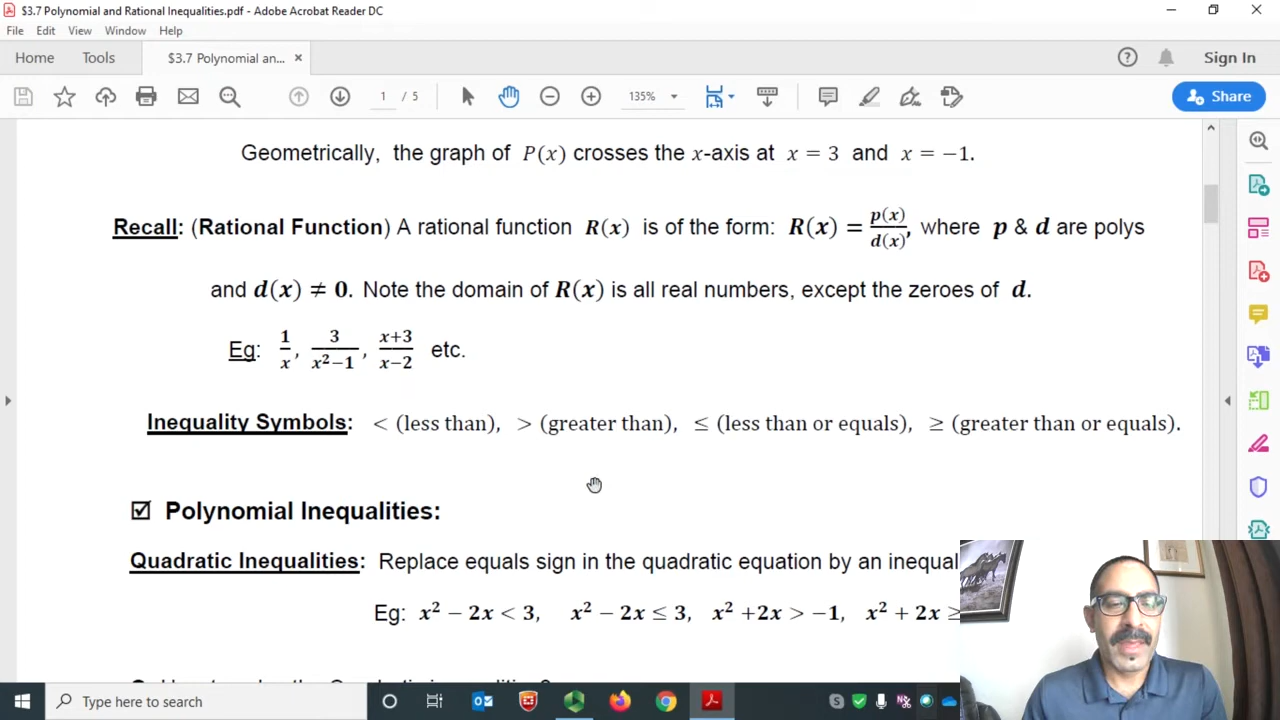 $3.7 Polynomial and Rational Inequalities.pdf - Adobe Acrobat Reader DC
File Edit View Window Help
Home Tools $3.7 Polynomial an... × Sign In
1 / 5 135% Share
Geometrically, the graph of P(x) crosses the x-axis at x = 3 and x = −1.
Recall: (Rational Function) A rational function R(x) is of the form: R(x) = p(x)/d(x), where p & d are polys
and d(x) ≠ 0. Note the domain of R(x) is all real numbers, except the zeroes of d.
Eg: 1/x, 3/x²−1, x+3/x−2 etc.
Inequality Symbols: < (less than), > (greater than), ≤ (less than or equals), ≥ (greater than or equals).
☑ Polynomial Inequalities:
Quadratic Inequalities: Replace equals sign in the quadratic equation by an inequal
Eg: x² − 2x < 3, x² − 2x ≤ 3, x² +2x > −1, x² + 2x ≥
Type here to search